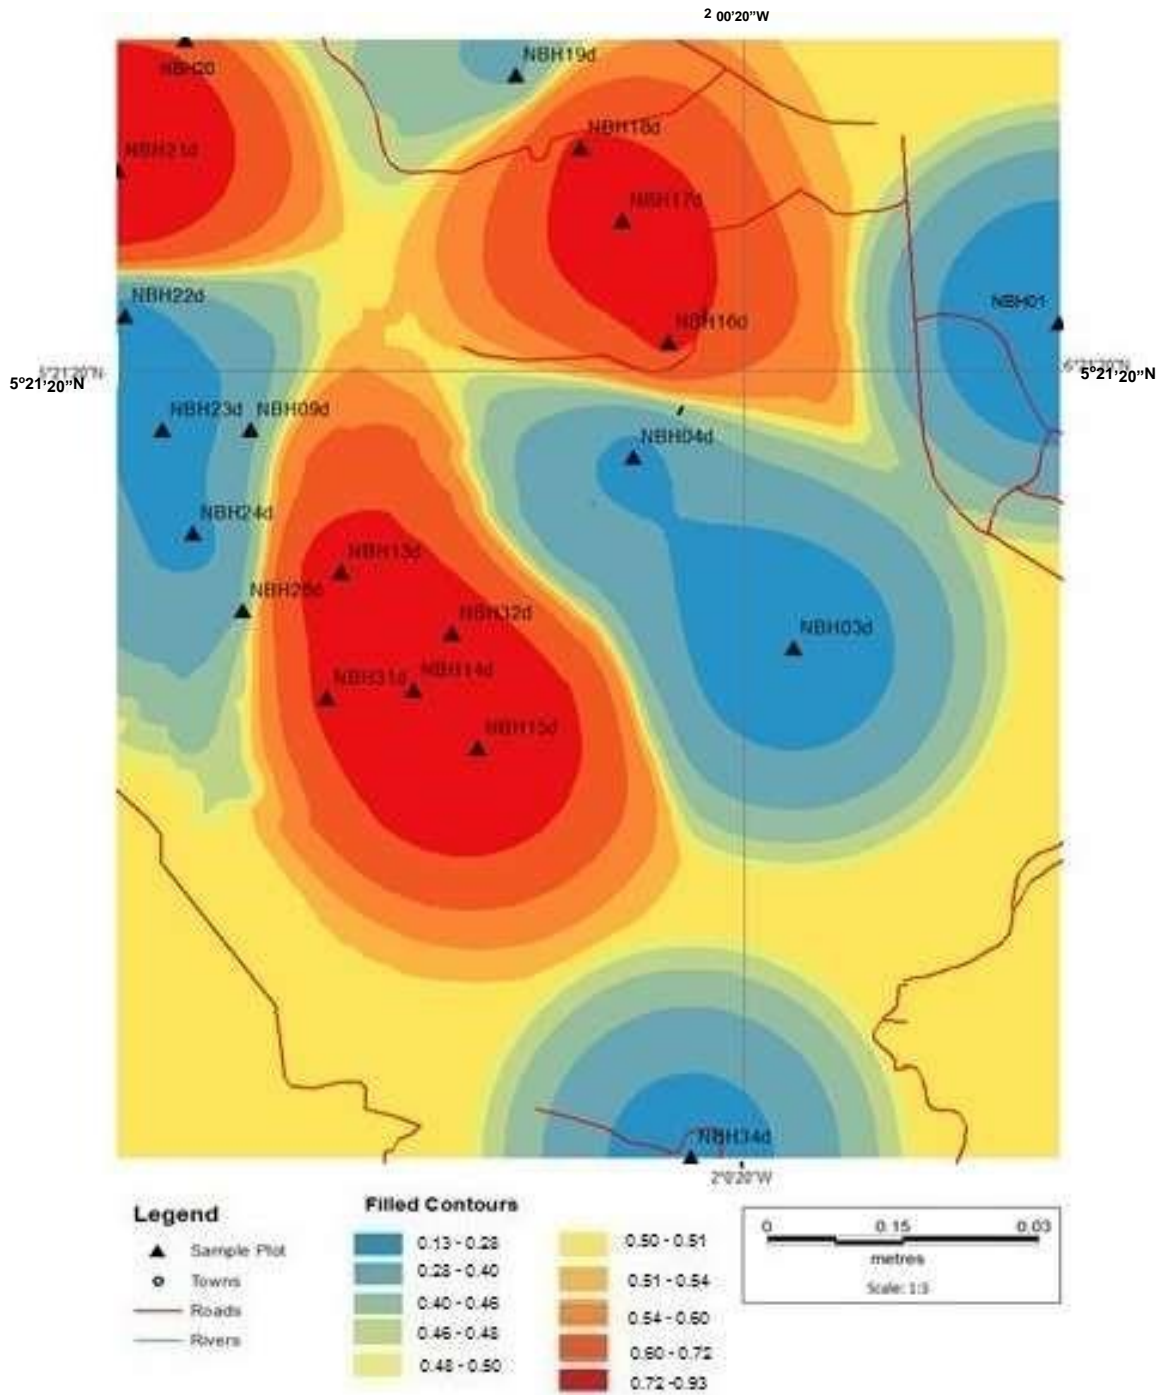 2 00'20"W
NBH19d
NBH20
NBH18d
NBH21d
NBH17d
NBH22d
NBH01
NBH16d
5°21'20"N
5°21'20"N
5º21'20"N
NBH23d NBH09d
NBH04d
NBH24d
NBH13d
NBH32d
NBH03d
NBH31d NBH14d
NBH15d
NBH34d
2°0'20"W
Legend
Sample Plot
Towns
Roads
Rivers
Filled Contours
0.13 - 0.28
0.28 - 0.40
0.40 - 0.46
0.46 - 0.48
0.48 - 0.50
0.50 - 0.51
0.51 - 0.54
0.54 - 0.60
0.60 - 0.72
0.72 -0.93
0 0.15 0.03
metres
Scale: 1:3